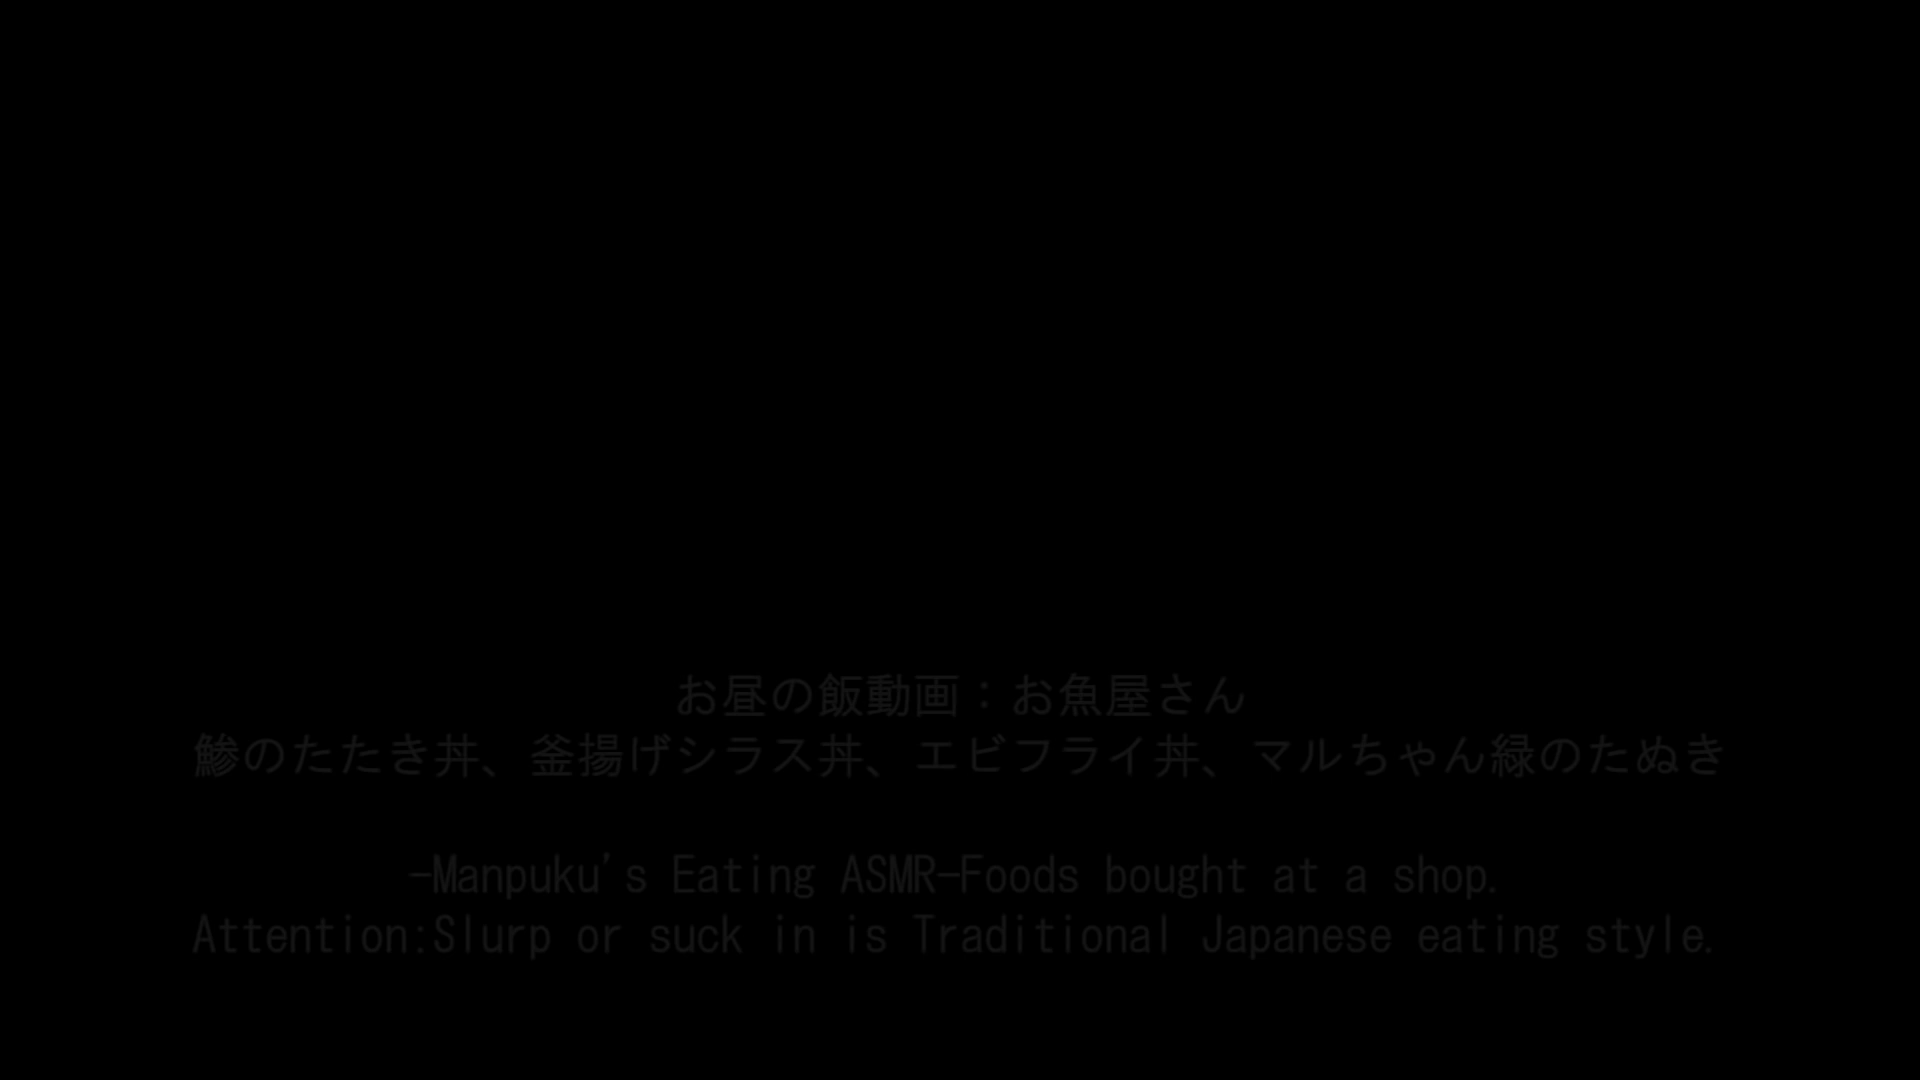 お昼の飯動画：お魚屋さん
鯵のたたき丼、釜揚げシラス丼、エビフライ丼、マルちゃん緑のたぬき
-Manpuku's Eating ASMR-Foods bought at a shop.
Attention:Slurp or suck in is Traditional Japanese eating style.